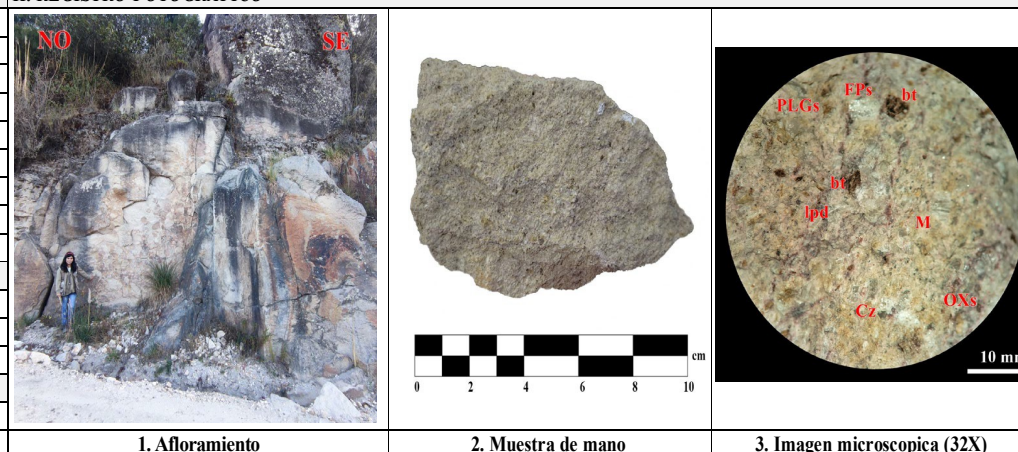 NO SE
PLGs FPs bt
bt
lpd
M
Cz OXs
10 mm
cm
0 2 4 6 8 10
1. Afloramiento 2. Muestra de mano 3. Imagen microscopica (32X)